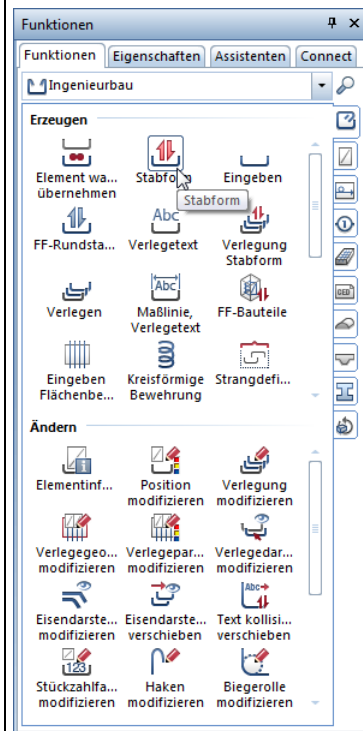 Funktionen
Funktionen Eigenschaften Assistenten Connect
Ingenieurbau
Erzeugen
Element wa... Stabform Eingeben
übernehmen
Stabform
Abc
FF-Rundsta... Verlegetext Verlegung
Stabform
Abc
Verlegen Maßlinie, FF-Bauteile
Verlegetext
Eingeben Kreisförmige Strangdefi...
Flächenbe... Bewehrung
Ändern
Elementinf... Position Verlegung
modifizieren modifizieren
Verlegegeo... Verlegepar... Verlegedar...
modifizieren modifizieren modifizieren
Abc
Eisendarste... Eisendarste... Text kollisi...
modifizieren verschieben verschieben
123
Stückzahlfa... Haken Biegerolle
modifizieren modifizieren modifizieren